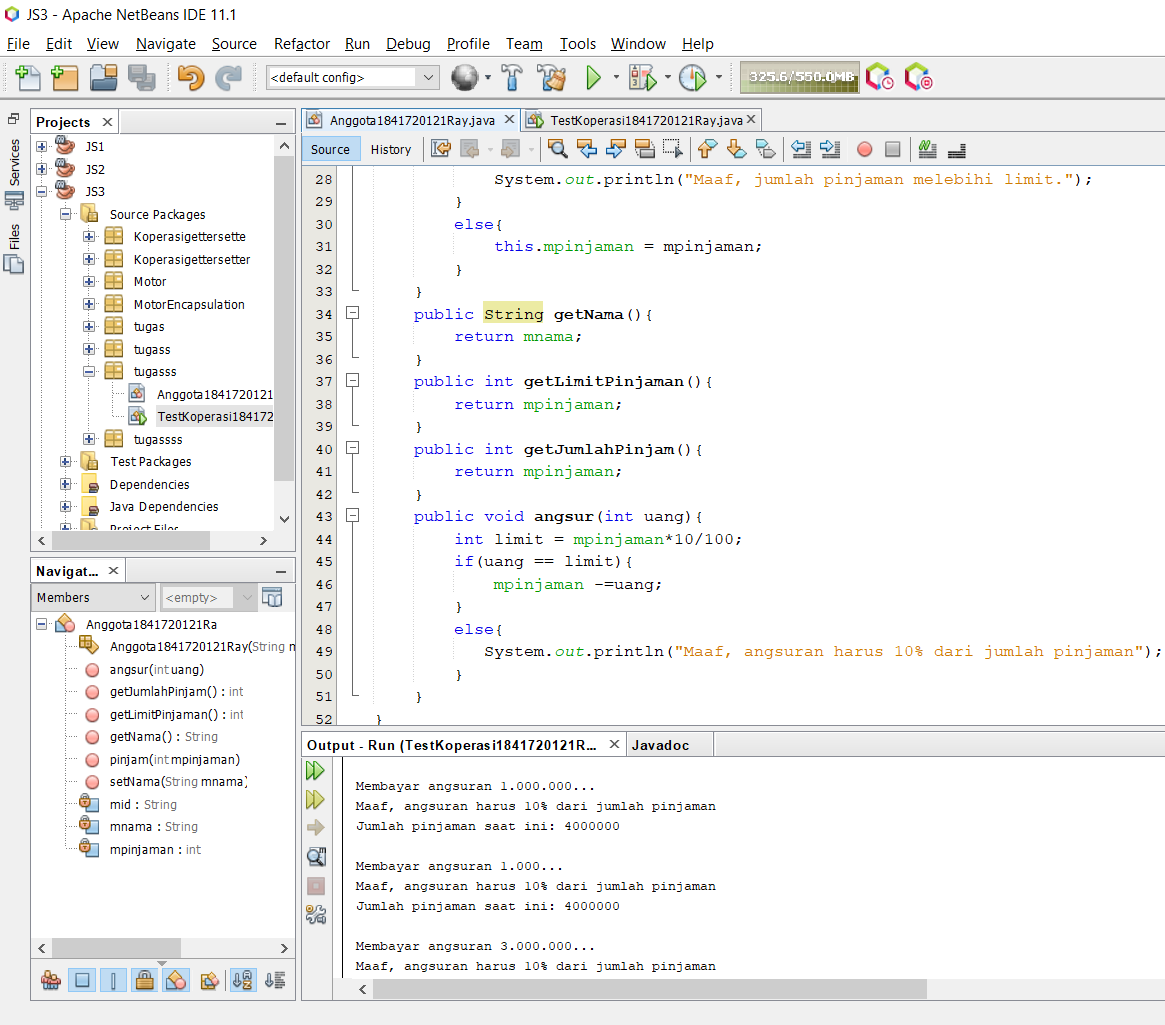 JS3 - Apache NetBeans IDE 11.1
File Edit View Navigate Source Refactor Run Debug Profile Team Tools Window Help
<default config>
325.6/550.0MB
Services
Files
Projects
JS1
JS2
JS3
Source Packages
Koperasigettersette
Koperasigettersetter
Motor
MotorEncapsulation
tugas
tugass
tugasss
Anggota1841720121
TestKoperasi184172
tugassss
Test Packages
Dependencies
Java Dependencies
Project Files
Navigat...
Members
<empty>
Anggota1841720121Ra
Anggota1841720121Ray(String n
angsur(int uang)
getJumlahPinjam() : int
getLimitPinjaman() : int
getNama() : String
pinjam(int mpinjaman)
setNama(String mnama)
mid : String
mnama : String
mpinjaman : int
Anggota1841720121Ray.java
TestKoperasi1841720121Ray.java
Source History
28 System.out.println("Maaf, jumlah pinjaman melebihi limit.");
29 }
30 else{
31 this.mpinjaman = mpinjaman;
32 }
33 }
34 public String getNama(){
35 return mnama;
36 }
37 public int getLimitPinjaman(){
38 return mpinjaman;
39 }
40 public int getJumlahPinjam(){
41 return mpinjaman;
42 }
43 public void angsur(int uang){
44 int limit = mpinjaman*10/100;
45 if(uang == limit){
46 mpinjaman -=uang;
47 }
48 else{
49 System.out.println("Maaf, angsuran harus 10% dari jumlah pinjaman");
50 }
51 }
52 }
Output - Run (TestKoperasi1841720121R...
Javadoc
Membayar angsuran 1.000.000...
Maaf, angsuran harus 10% dari jumlah pinjaman
Jumlah pinjaman saat ini: 4000000
Membayar angsuran 1.000...
Maaf, angsuran harus 10% dari jumlah pinjaman
Jumlah pinjaman saat ini: 4000000
Membayar angsuran 3.000.000...
Maaf, angsuran harus 10% dari jumlah pinjaman